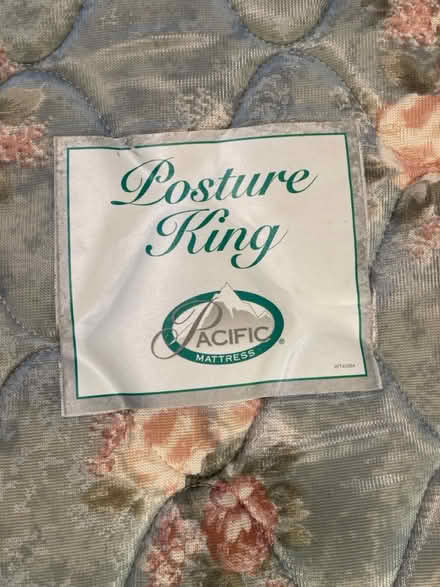 Posture
King
PACIFIC®
MATTRESS